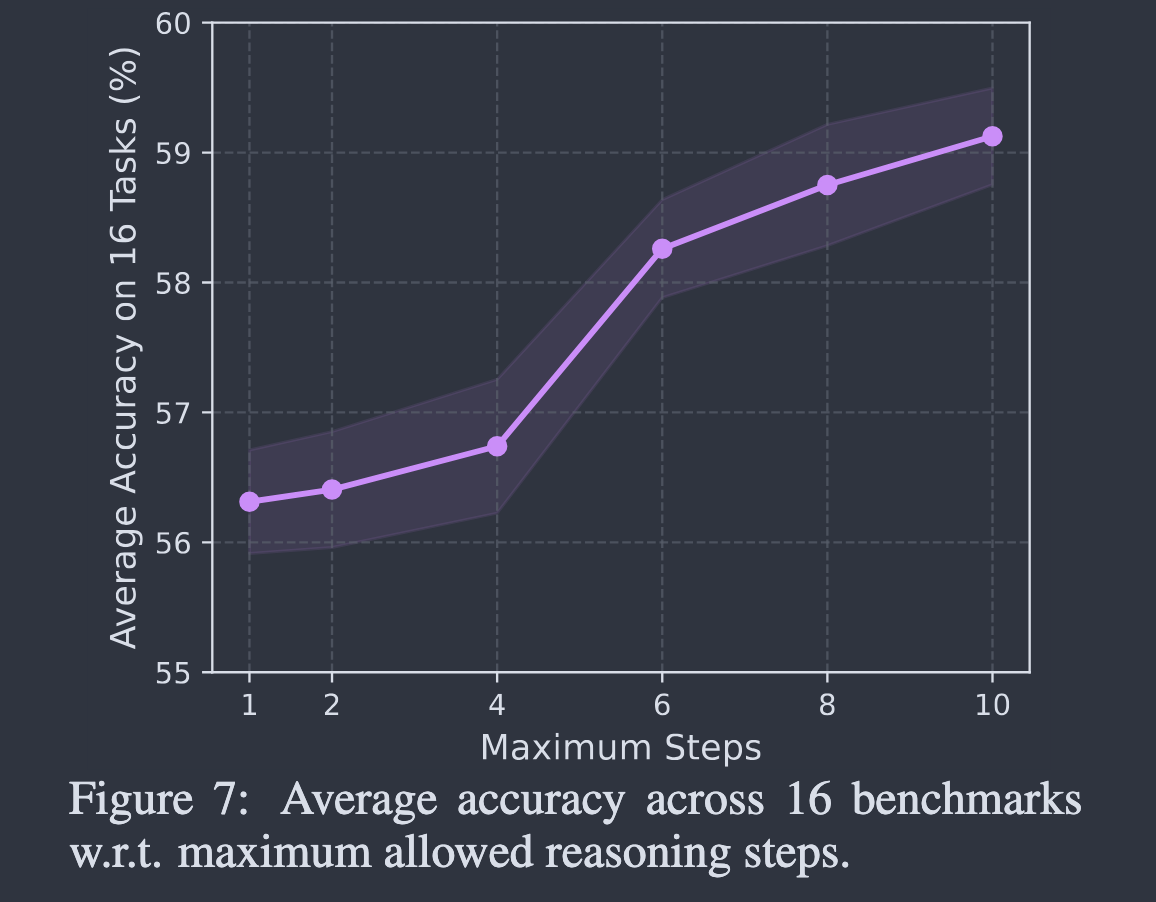 60
59
58
57
56
55
Average Accuracy on 16 Tasks (%)
1 2 4 6 8 10
Maximum Steps
Figure 7: Average accuracy across 16 benchmarks
w.r.t. maximum allowed reasoning steps.